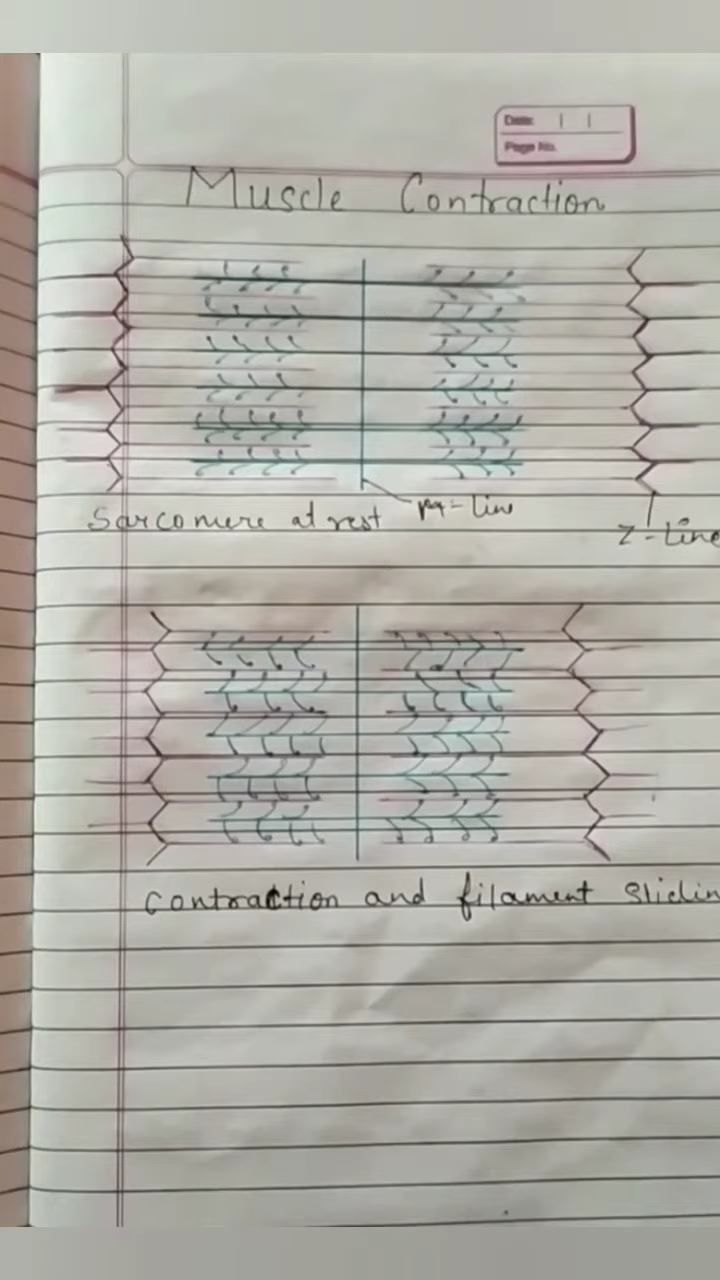 Date:
Page No.
Muscle Contraction
Sarcomere at rest
M-Line
Z-Line
Contraction and filament slidin